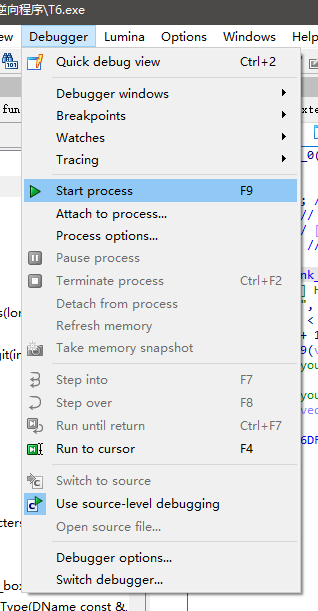 逆向程序\T6.exe
ew Debugger Lumina Options Windows Help
Quick debug view Ctrl+2
Debugger windows
Breakpoints
Watches
Tracing
Start process F9
Attach to process...
Process options...
Pause process
Terminate process Ctrl+F2
Detach from process
Refresh memory
Take memory snapshot
Step into F7
Step over F8
Run until return Ctrl+F7
Run to cursor F4
Switch to source
Use source-level debugging
Open source file...
Debugger options...
Switch debugger...
fun
xte
_0(
s(lor
git(in
cters
_box
Type(DName const &,